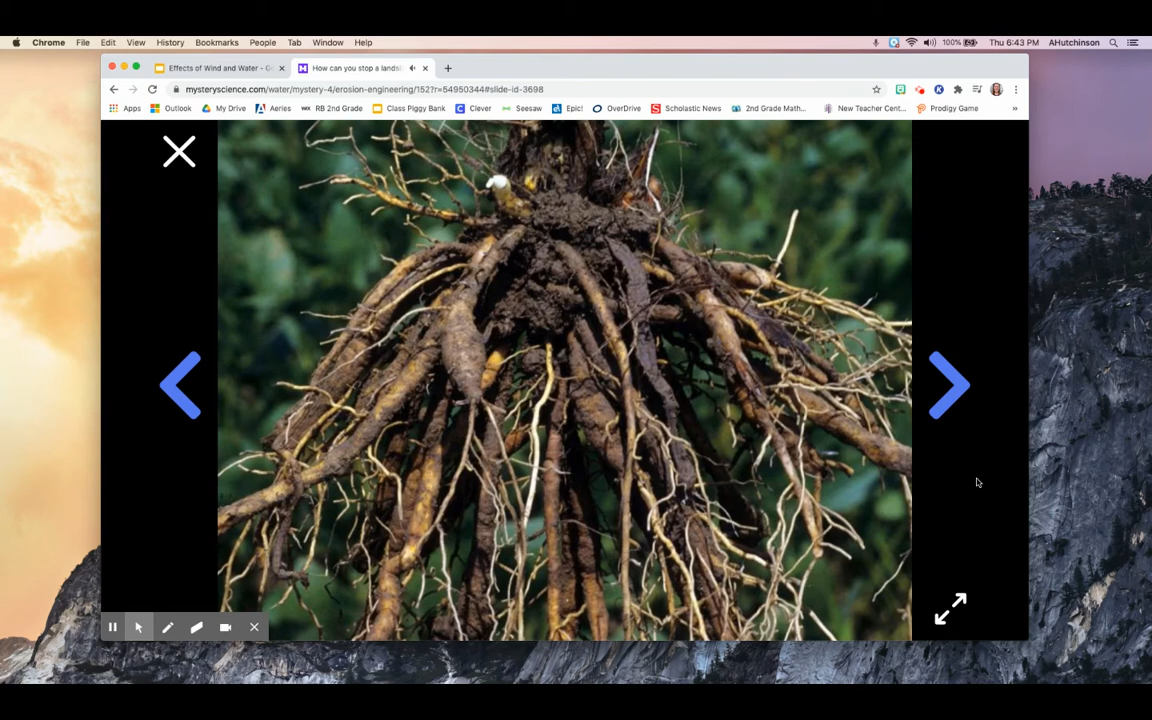 Chrome File Edit View History Bookmarks People Tab Window Help 100% Thu 6:43 PM AHutchinson
Effects of Wind and Water - G How can you stop a landsl
mysteryscience.com/water/mystery-4/erosion-engineering/152?r=54950344#slide-id-3698
Apps Outlook My Drive Aeries RB 2nd Grade Class Piggy Bank Clever Seesaw Epic! OverDrive Scholastic News 2nd Grade Math... New Teacher Cent... Prodigy Game »